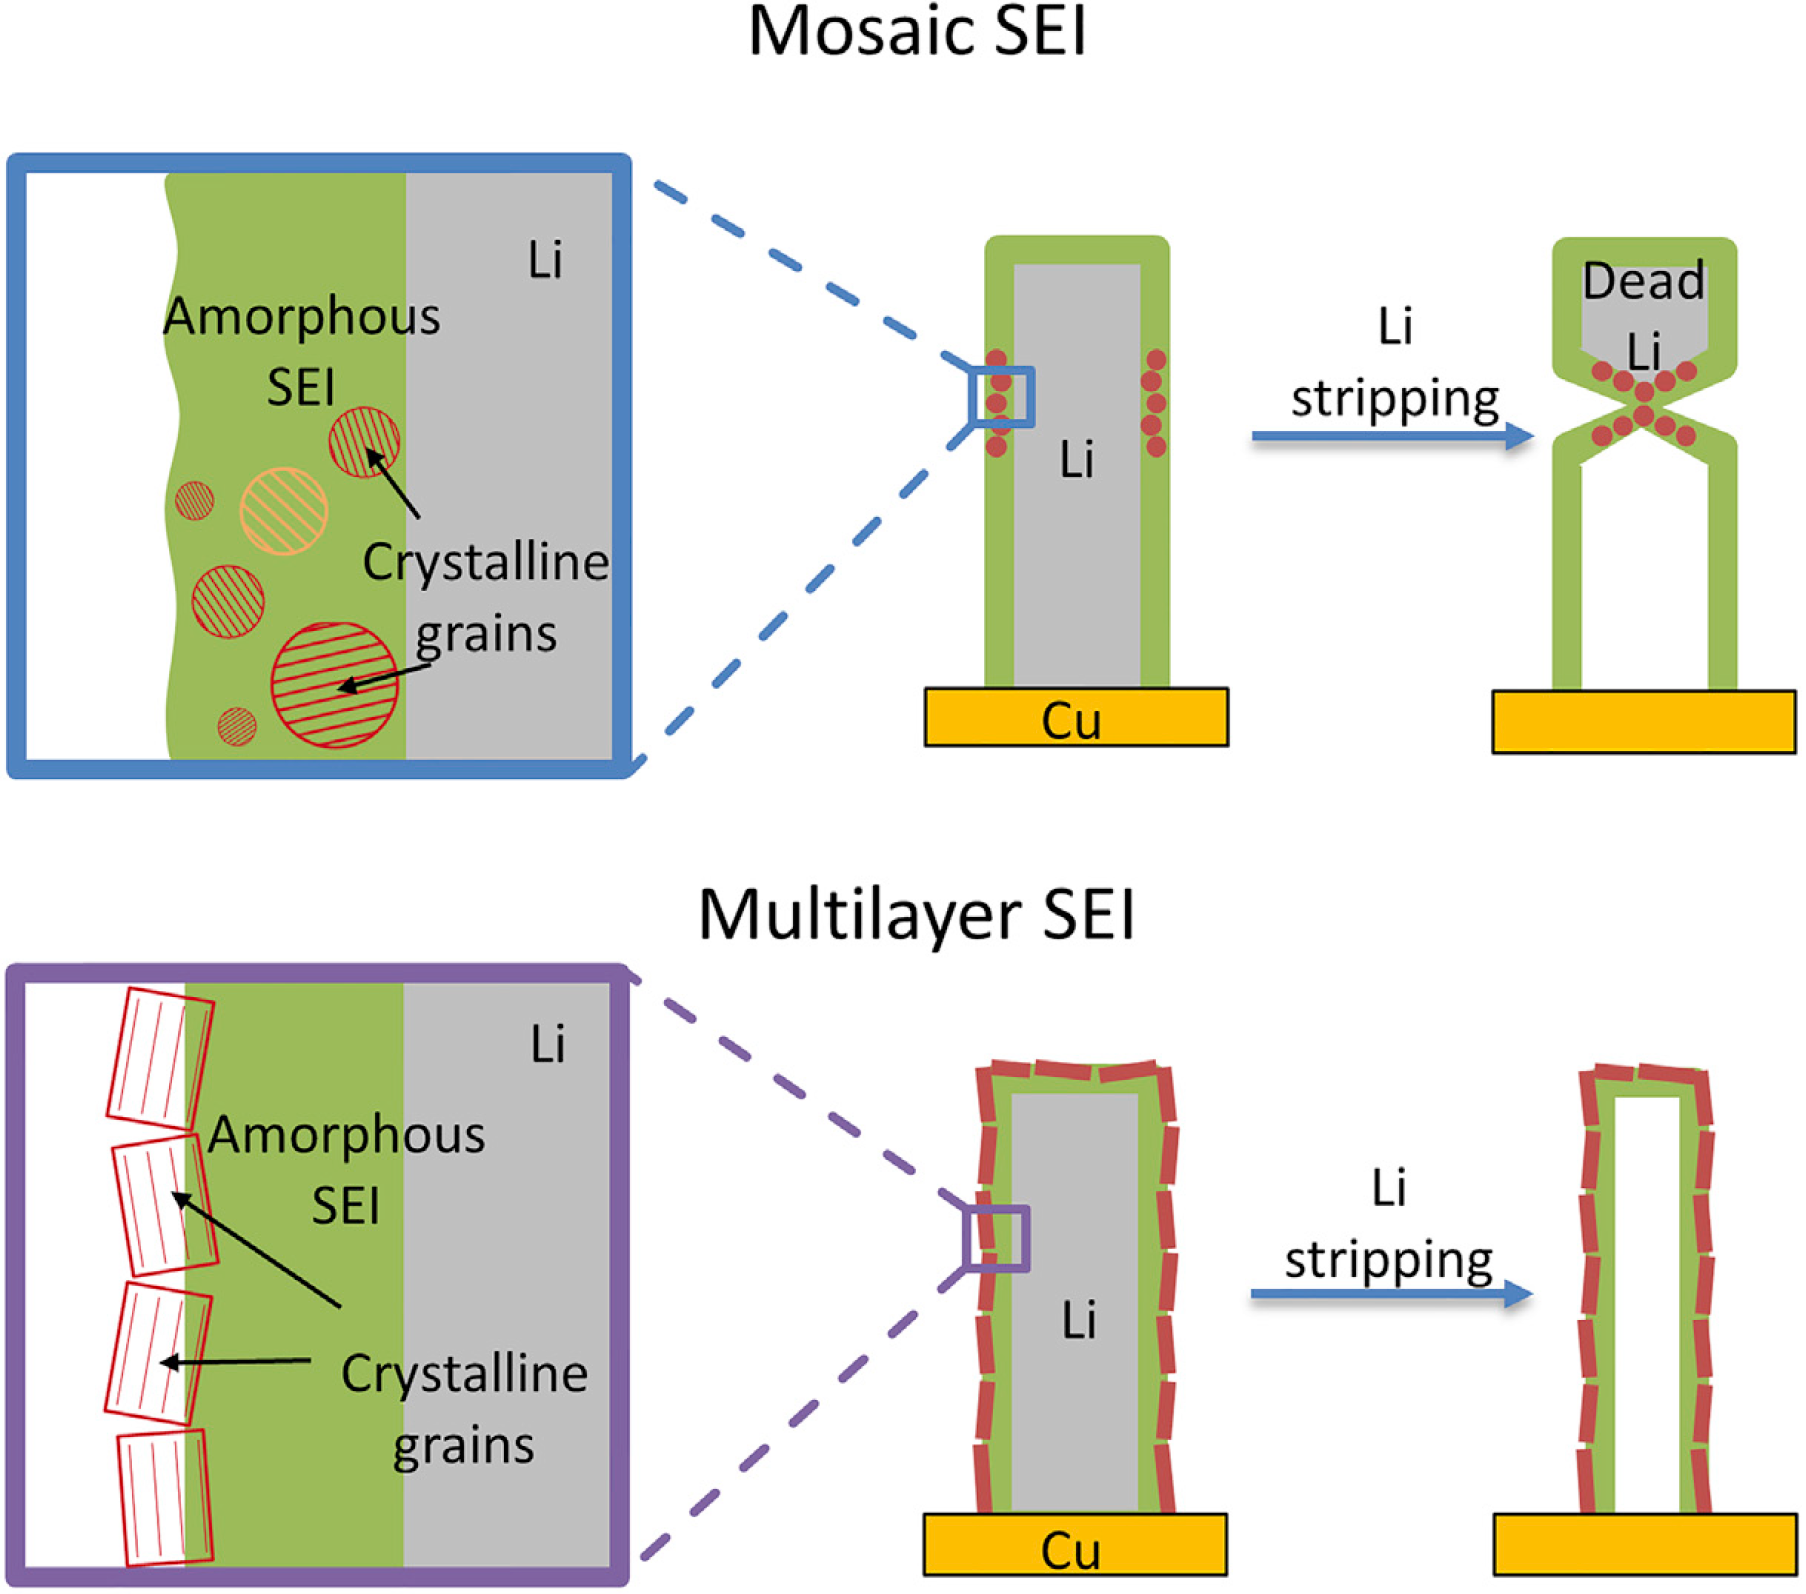 Mosaic SEI
Li
Amorphous
SEI
Crystalline
grains
Li
Cu
Li
stripping
Dead
Li
Multilayer SEI
Li
Amorphous
SEI
Crystalline
grains
Li
Cu
Li
stripping